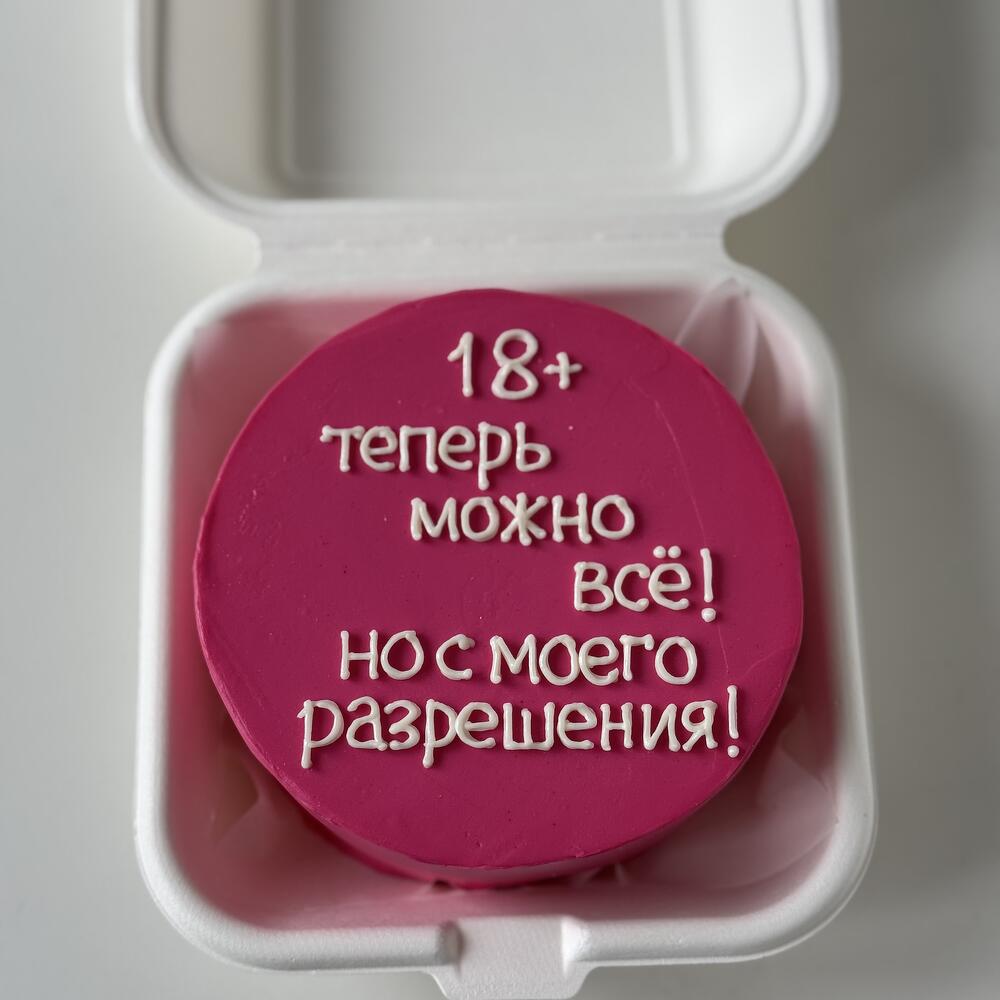 18+
теперь
можно
всё!
но с моего
разрешения!